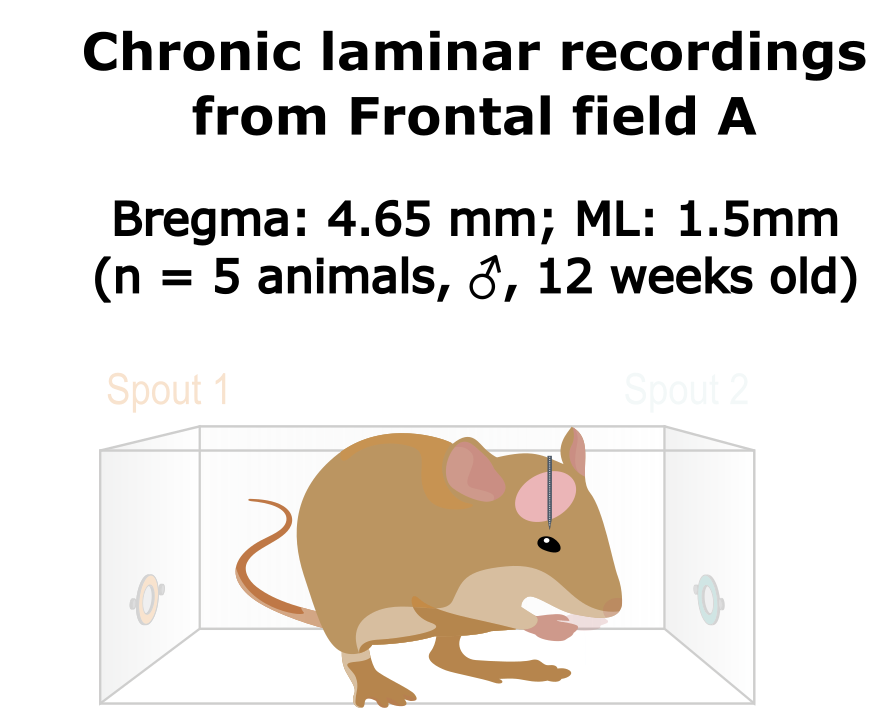 Chronic laminar recordings
from Frontal field A
Bregma: 4.65 mm; ML: 1.5mm
(n = 5 animals, ♂, 12 weeks old)
Spout 1
Spout 2